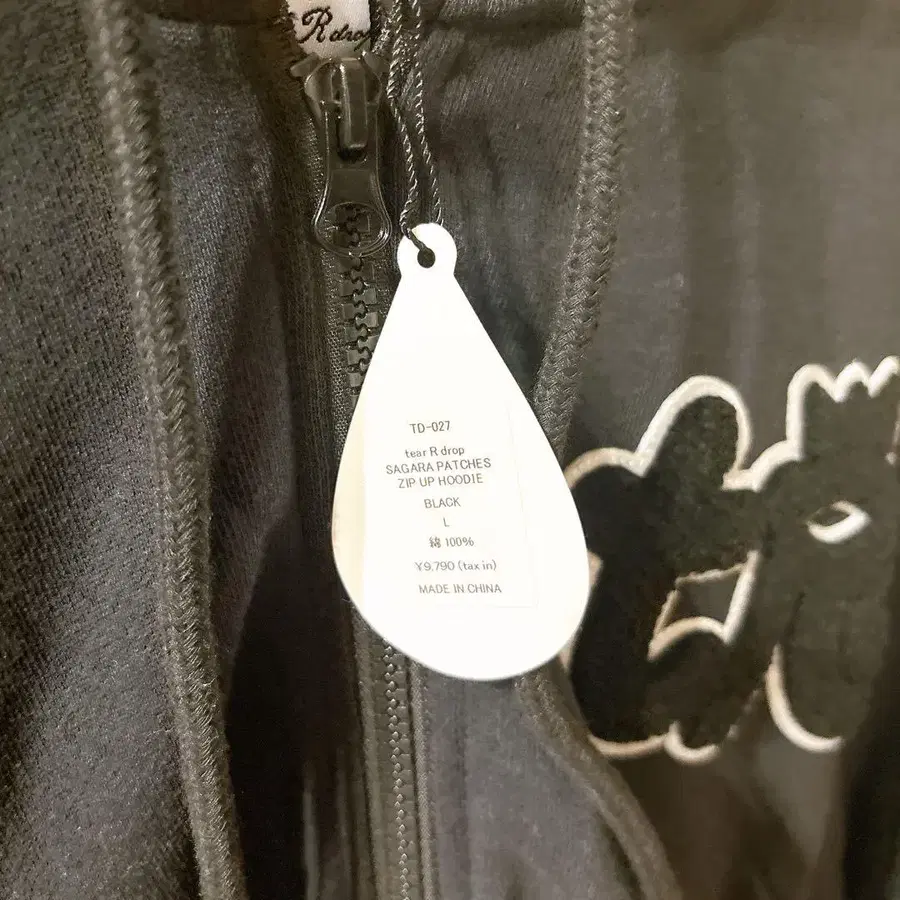 R drop
TD-027
tear R drop
SAGARA PATCHES
ZIP UP HOODIE
BLACK
L
綿 100%
¥9,790 (tax in)
MADE IN CHINA